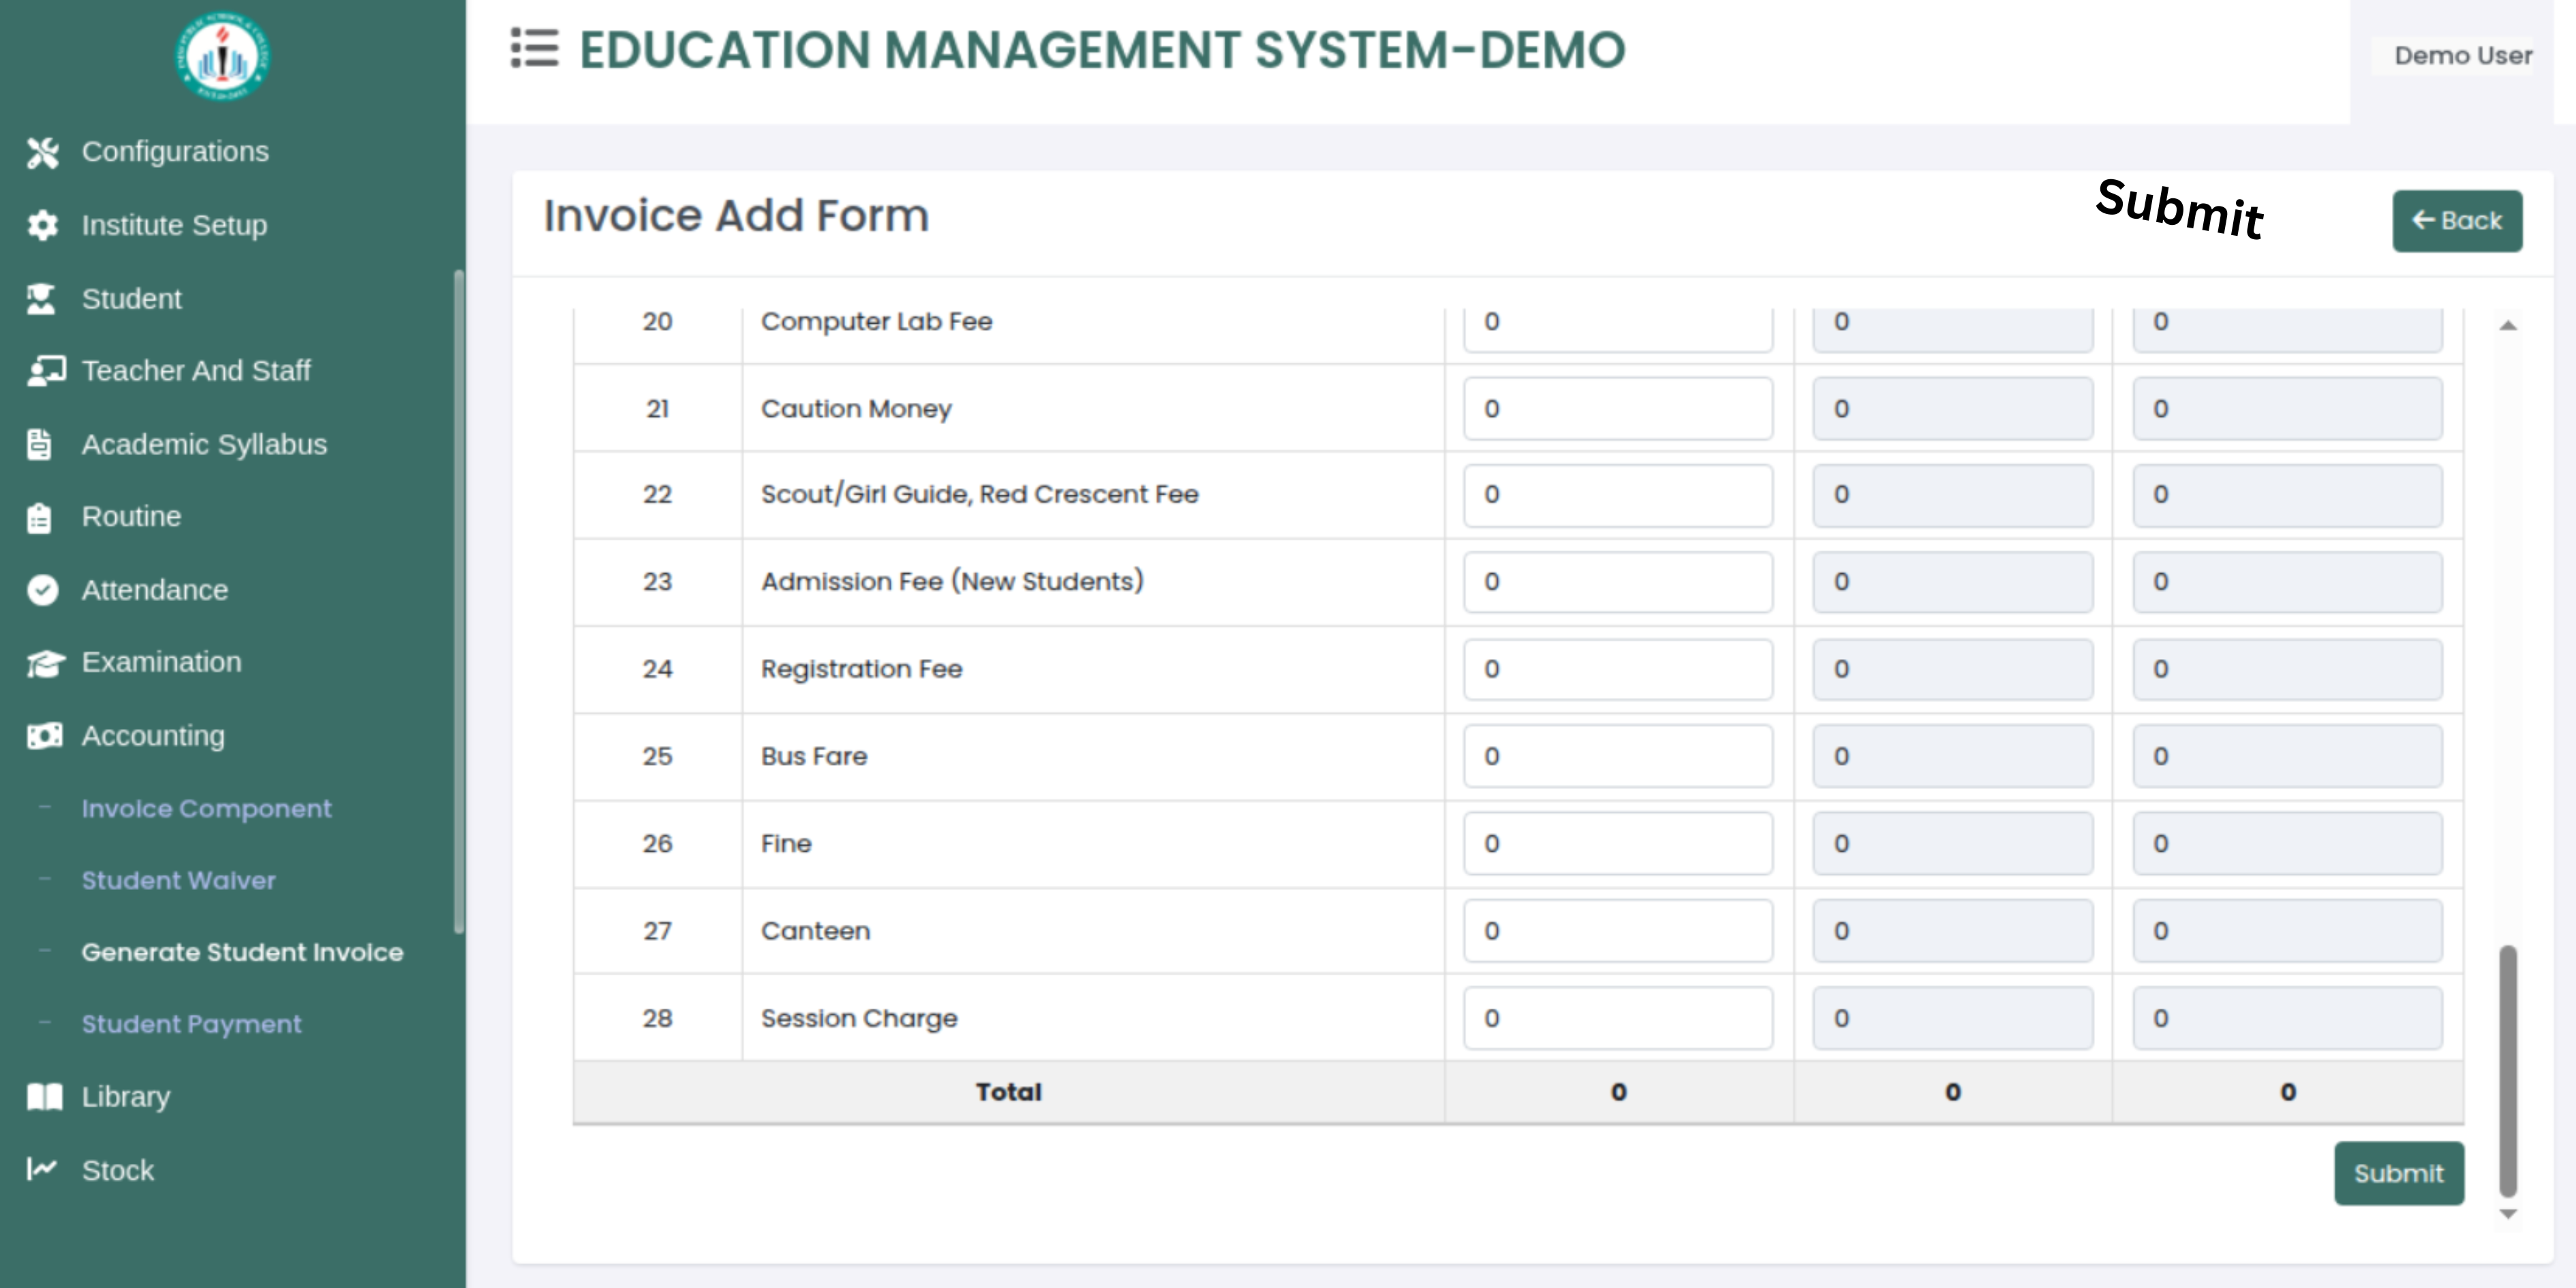 EDUCATION MANAGEMENT SYSTEM-DEMO
Demo User
Configurations
Institute Setup
Student
Teacher And Staff
Academic Syllabus
Routine
Attendance
Examination
Accounting
Invoice Component
Student Waiver
Generate Student Invoice
Student Payment
Library
Stock
Invoice Add Form
Submit
Back
20 Computer Lab Fee 0 0 0
21 Caution Money 0 0 0
22 Scout/Girl Guide, Red Crescent Fee 0 0 0
23 Admission Fee (New Students) 0 0 0
24 Registration Fee 0 0 0
25 Bus Fare 0 0 0
26 Fine 0 0 0
27 Canteen 0 0 0
28 Session Charge 0 0 0
Total 0 0 0
Submit